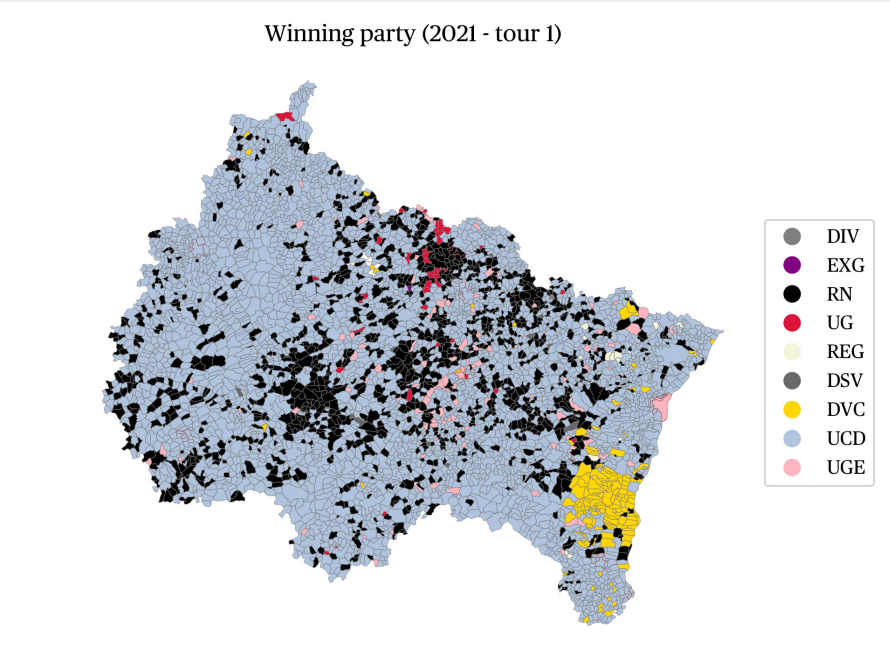 Winning party (2021 - tour 1)
DIV
EXG
RN
UG
REG
DSV
DVC
UCD
UGE